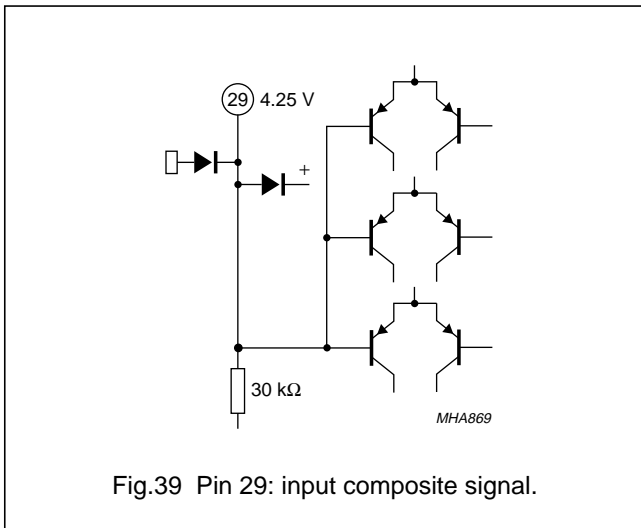 29 4.25 V
+
30 kΩ
MHA869
Fig.39 Pin 29: input composite signal.